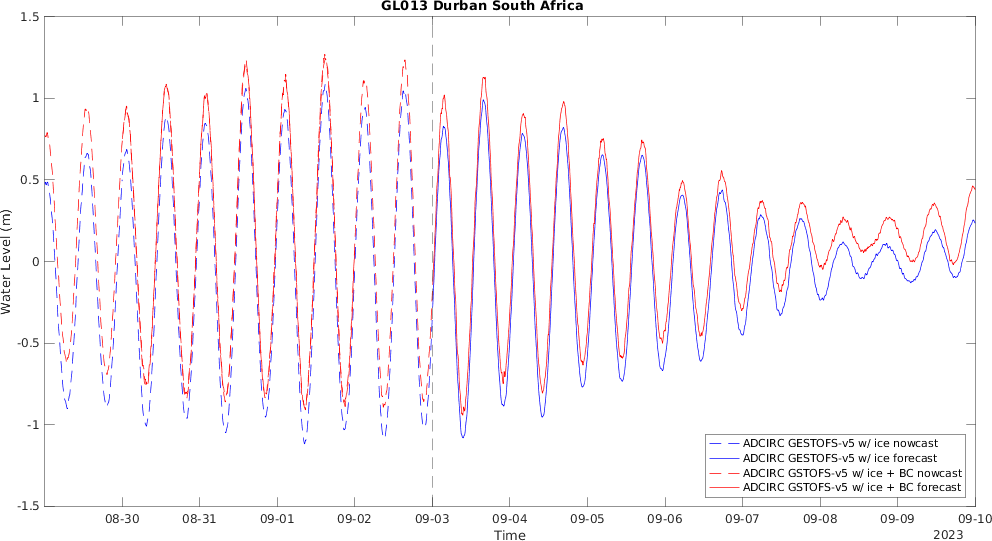 GL013 Durban South Africa
1.5
1
0.5
0
-0.5
-1
-1.5
Water Level (m)
ADCIRC GESTOFS-v5 w/ ice nowcast
ADCIRC GESTOFS-v5 w/ ice forecast
ADCIRC GSTOFS-v5 w/ ice + BC nowcast
ADCIRC GSTOFS-v5 w/ ice + BC forecast
08-30 08-31 09-01 09-02 09-03 09-04 09-05 09-06 09-07 09-08 09-09 09-10
Time
2023